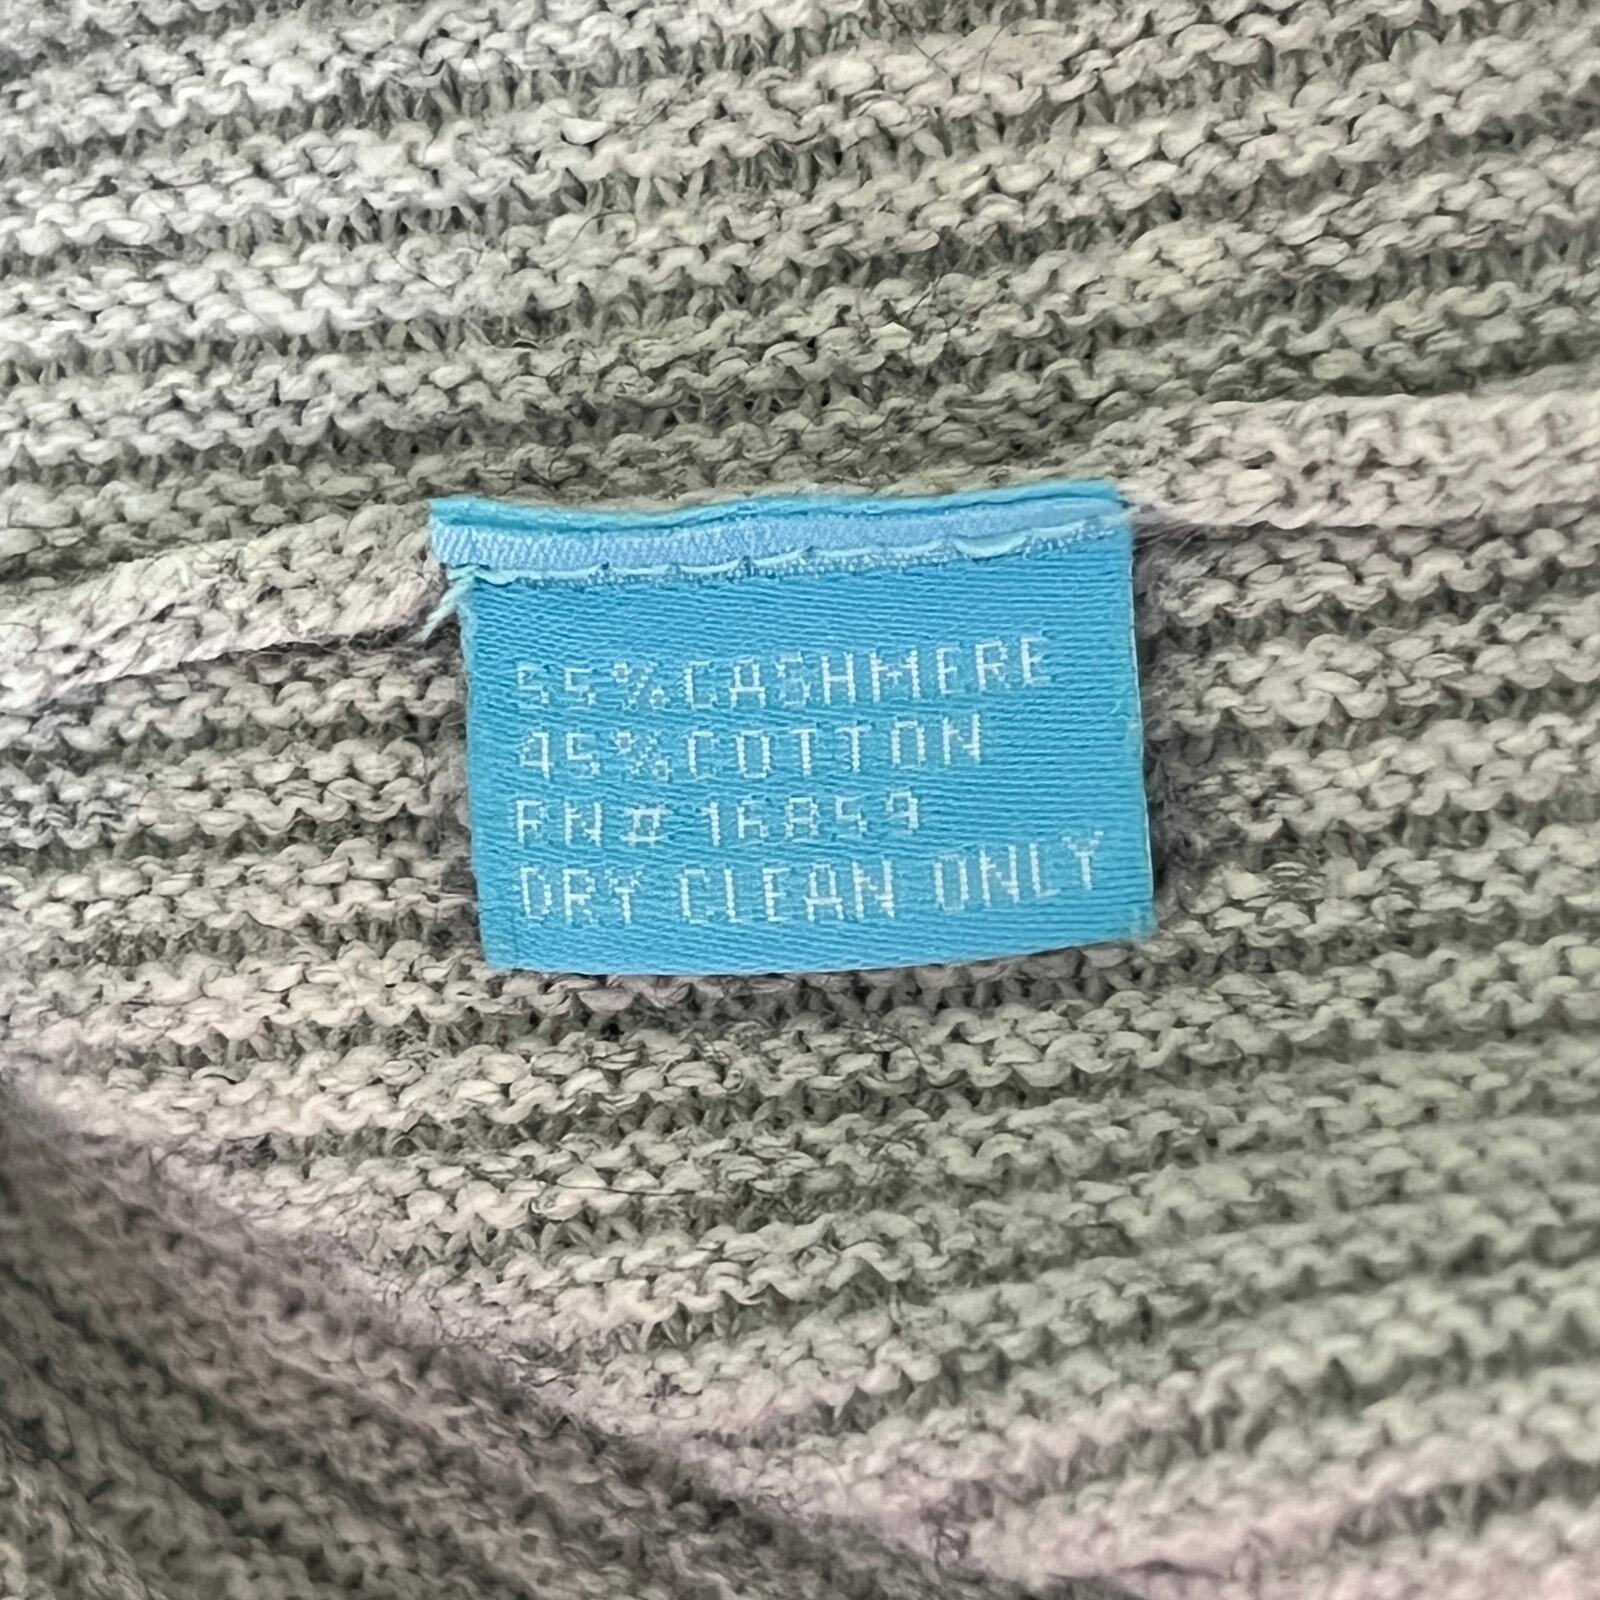 55%CASHMERE
45%COTTON
RN# 16859
DRY CLEAN ONLY